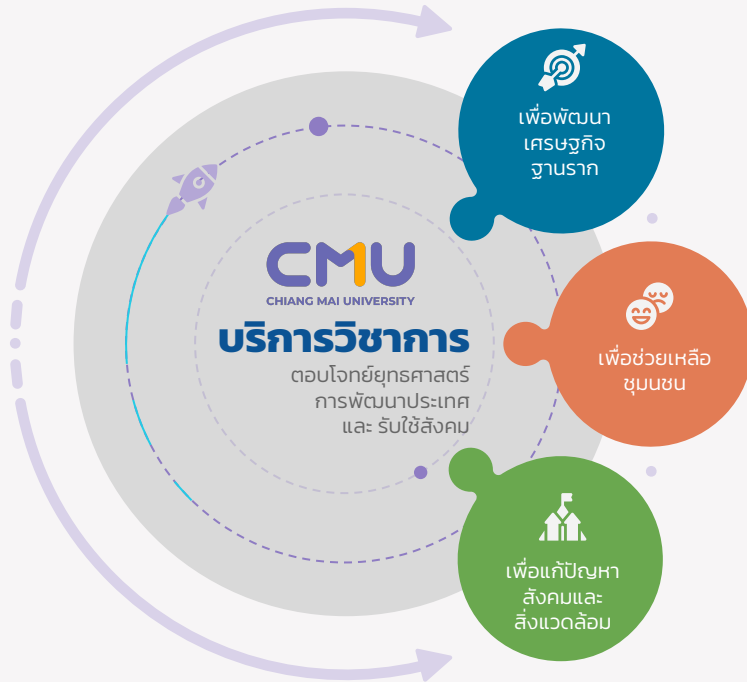 เพื่อพัฒนา
เศรษฐกิจ
ฐานราก
CMU
CHIANG MAI UNIVERSITY
บริการวิชาการ
ตอบโจทย์ยุทธศาสตร์
การพัฒนาประเทศ
และ รับใช้สังคม
เพื่อช่วยเหลือ
ชุมนชน
เพื่อแก้ปัญหา
สังคมและ
สิ่งแวดล้อม